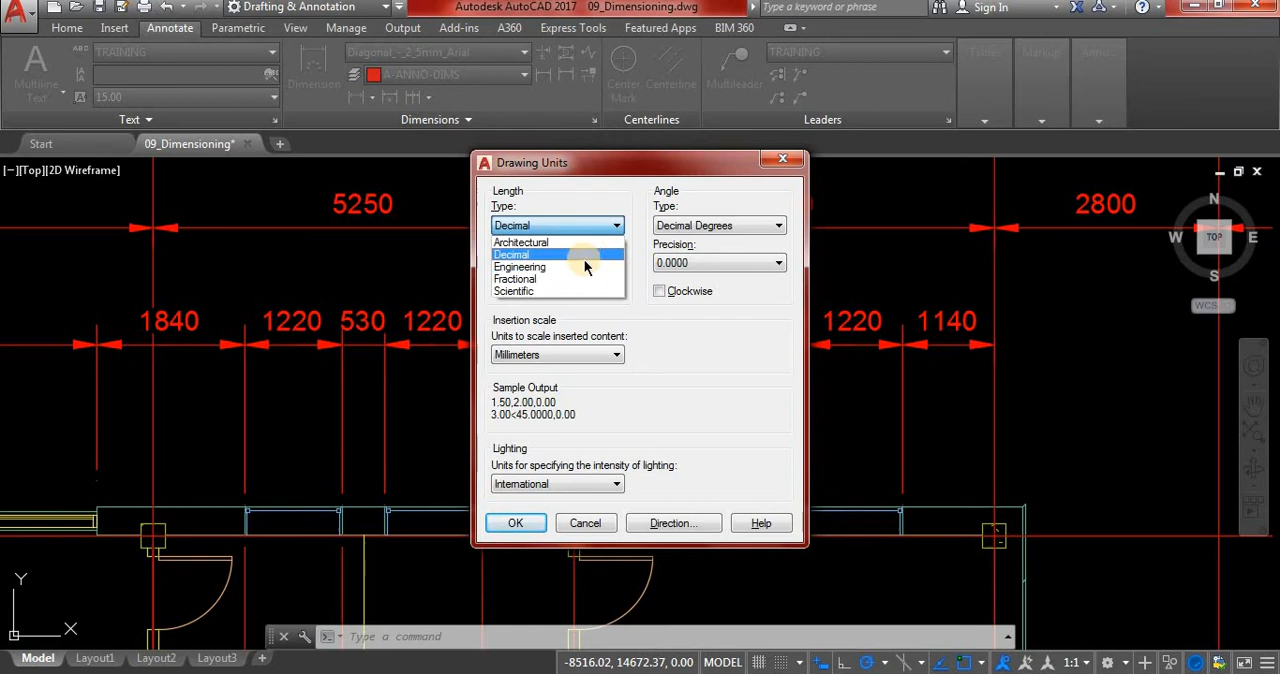 Drafting & Annotation
Autodesk AutoCAD 2017 09_Dimensioning.dwg
Type a keyword or phrase
Sign In
Home Insert Annotate Parametric View Manage Output Add-ins A360 Express Tools Featured Apps BIM 360
TRAINING
Multiline
Text
15.00
Text
Dimension
Diagonal_-_2_5mm_Arial
A-ANNO-DIMS
Dimensions
Center
Mark
Centerline
Centerlines
Multileader
TRAINING
Leaders
Tables
Markup
Start
09_Dimensioning*
[−][Top][2D Wireframe]
5250
2800
1840
1220
530
1220
1220
1140
N
W
TOP
E
S
WCS
Drawing Units
Length
Type:
Decimal
Architectural
Decimal
Engineering
Fractional
Scientific
Angle
Type:
Decimal Degrees
Precision:
0.0000
Clockwise
Insertion scale
Units to scale inserted content:
Millimeters
Sample Output
1.50,2.00,0.00
3.00<45.0000,0.00
Lighting
Units for specifying the intensity of lighting:
International
OK Cancel Direction... Help
Y
X
Type a command
Model Layout1 Layout2 Layout3
-8516.02, 14672.37, 0.00 MODEL 1:1